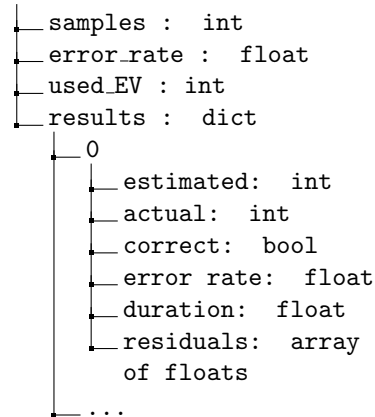 samples : int
error_rate : float
used_EV : int
results : dict
0
estimated: int
actual: int
correct: bool
error rate: float
duration: float
residuals: array
of floats
...